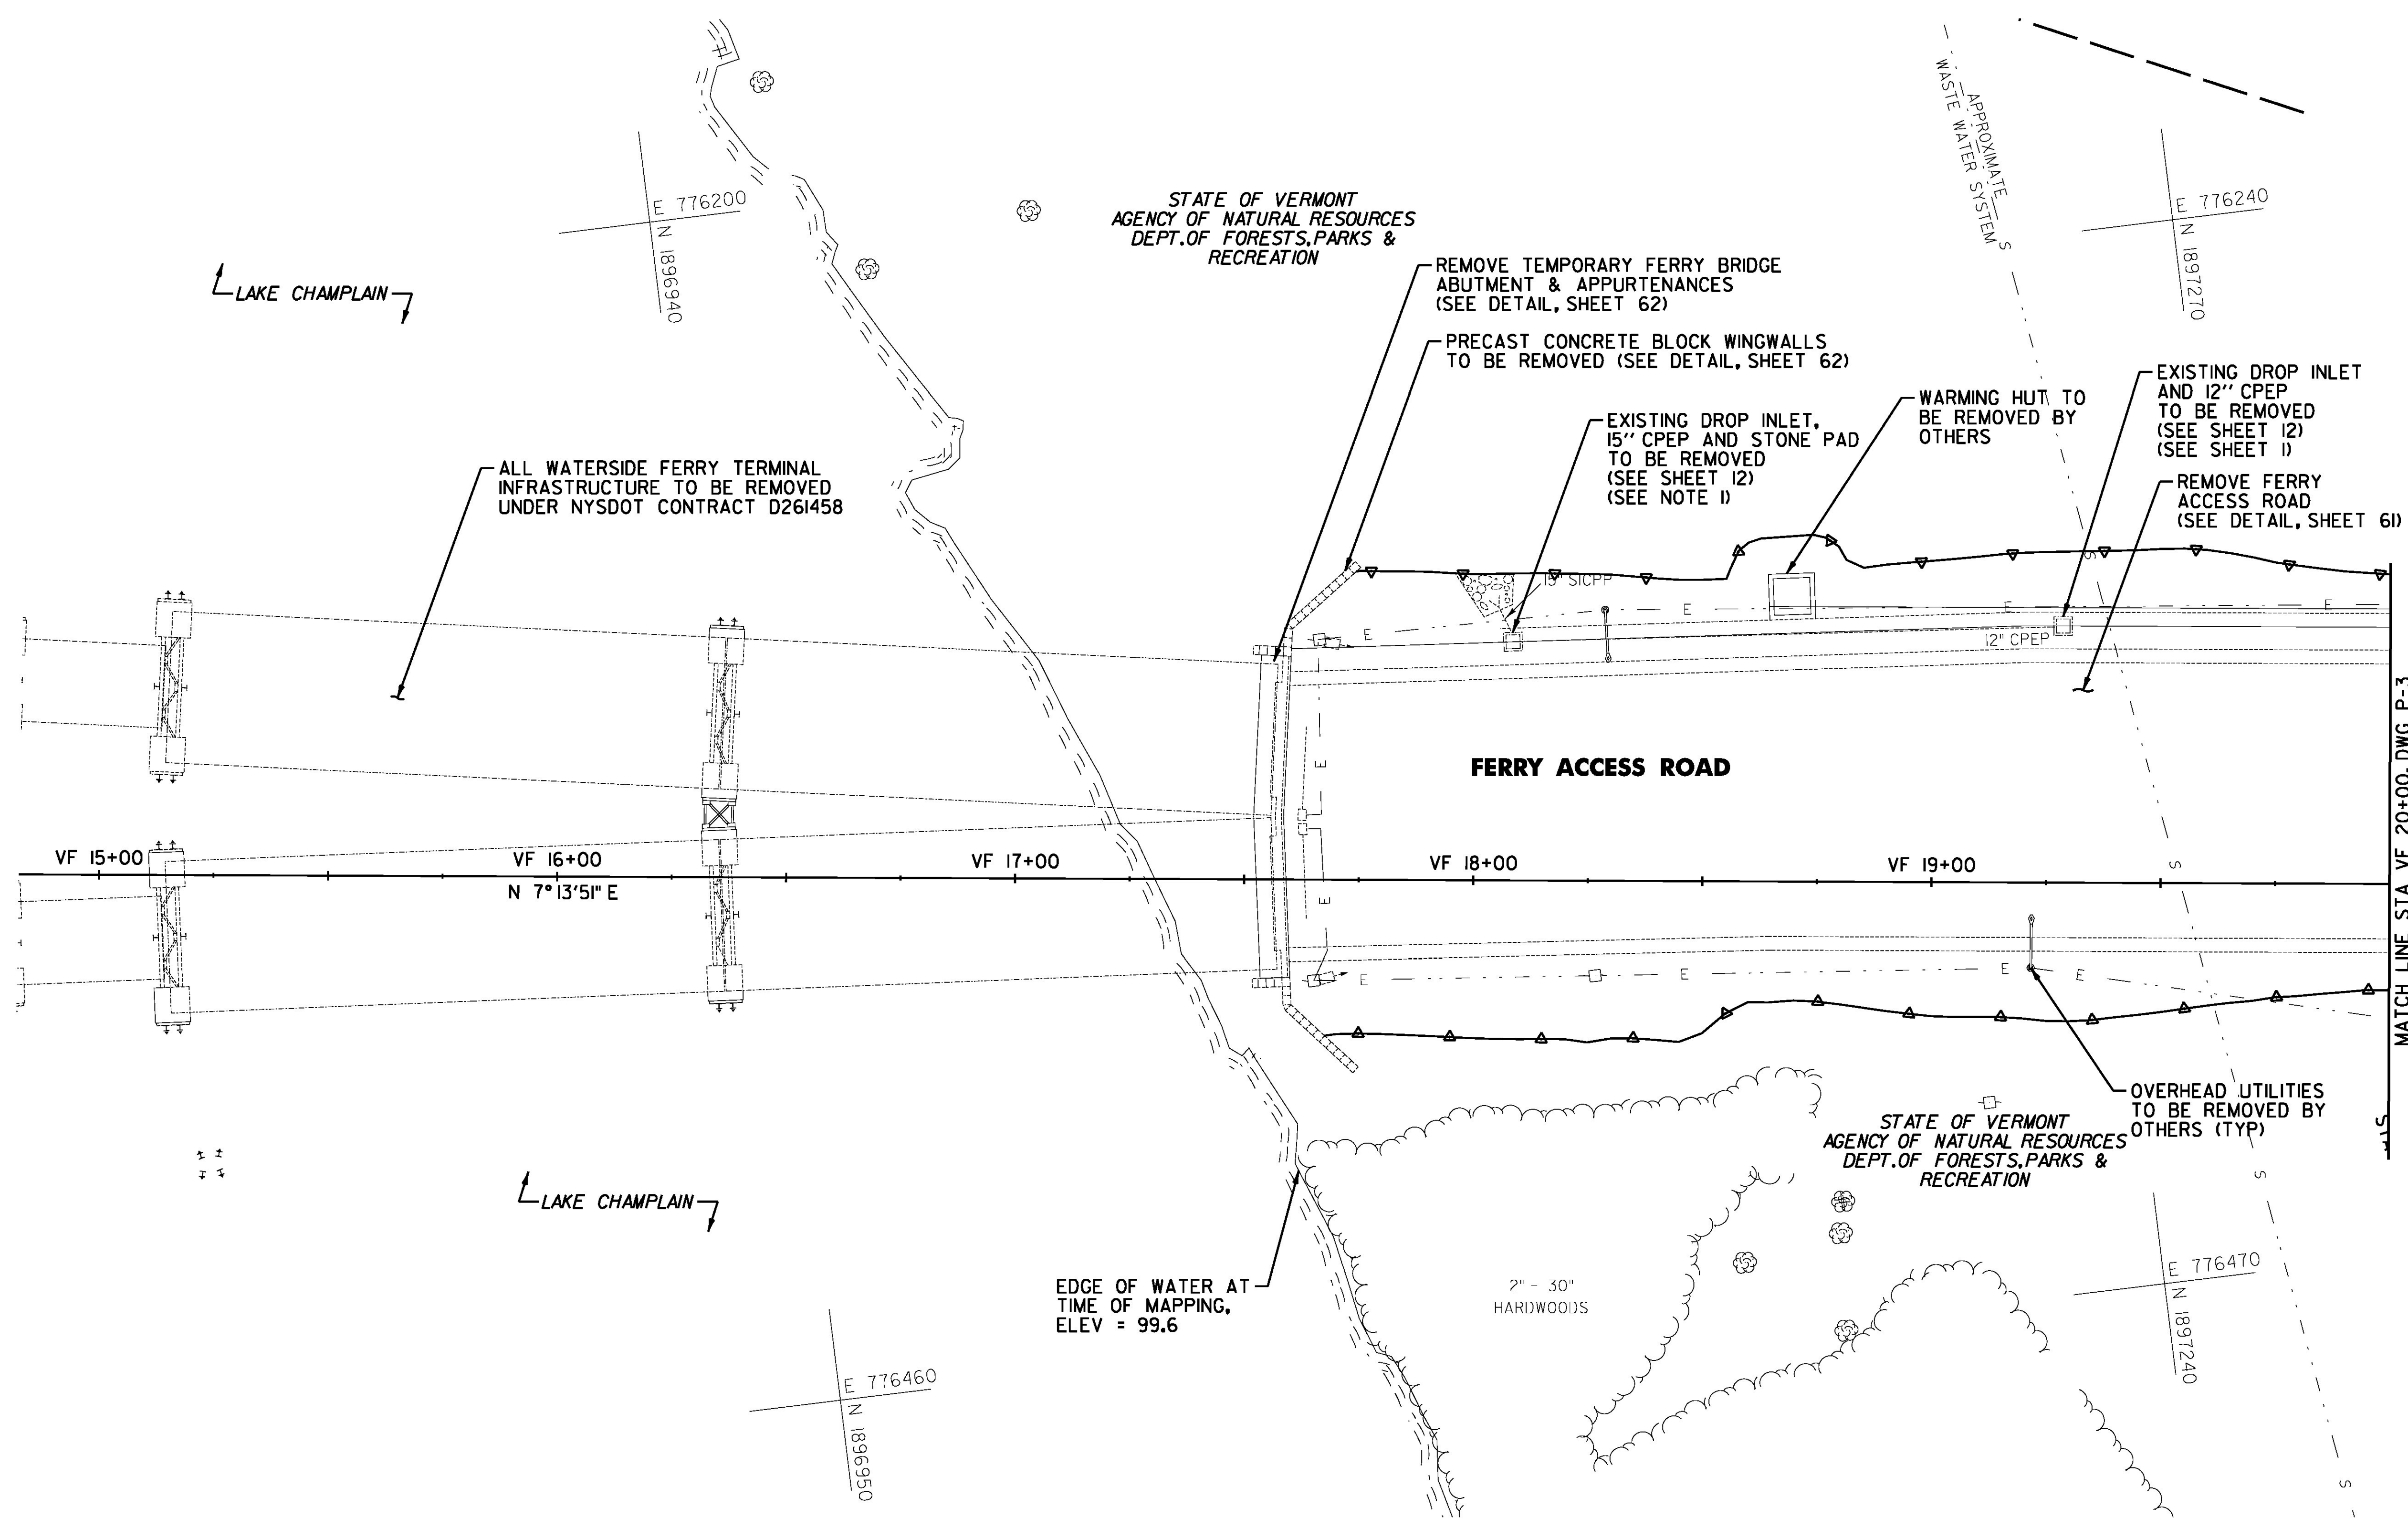 APPROXIMATE
WASTE WATER SYSTEM
S
E 776200
N 1896940
E 776240
N 1897270
STATE OF VERMONT
AGENCY OF NATURAL RESOURCES
DEPT.OF FORESTS,PARKS &
RECREATION
LAKE CHAMPLAIN
REMOVE TEMPORARY FERRY BRIDGE
ABUTMENT & APPURTENANCES
(SEE DETAIL, SHEET 62)
PRECAST CONCRETE BLOCK WINGWALLS
TO BE REMOVED (SEE DETAIL, SHEET 62)
EXISTING DROP INLET,
15'' CPEP AND STONE PAD
TO BE REMOVED
(SEE SHEET 12)
(SEE NOTE 1)
WARMING HUT TO
BE REMOVED BY
OTHERS
EXISTING DROP INLET
AND 12'' CPEP
TO BE REMOVED
(SEE SHEET 12)
(SEE SHEET 1)
REMOVE FERRY
ACCESS ROAD
(SEE DETAIL, SHEET 61)
ALL WATERSIDE FERRY TERMINAL
INFRASTRUCTURE TO BE REMOVED
UNDER NYSDOT CONTRACT D261458
S
15" SICPP
E
E
E
E
12" CPEP
E
FERRY ACCESS ROAD
MATCH LINE STA VF 20+00, DWG P-3
VF 15+00
VF 16+00
VF 17+00
VF 18+00
VF 19+00
S
N 7°13'51" E
E
E
E
E
E
OVERHEAD UTILITIES
TO BE REMOVED BY
OTHERS (TYP)
STATE OF VERMONT
AGENCY OF NATURAL RESOURCES
DEPT.OF FORESTS,PARKS &
RECREATION
S
LAKE CHAMPLAIN
EDGE OF WATER AT
TIME OF MAPPING,
ELEV = 99.6
2" - 30"
HARDWOODS
E 776470
N 1897240
E 776460
N 1896950
S